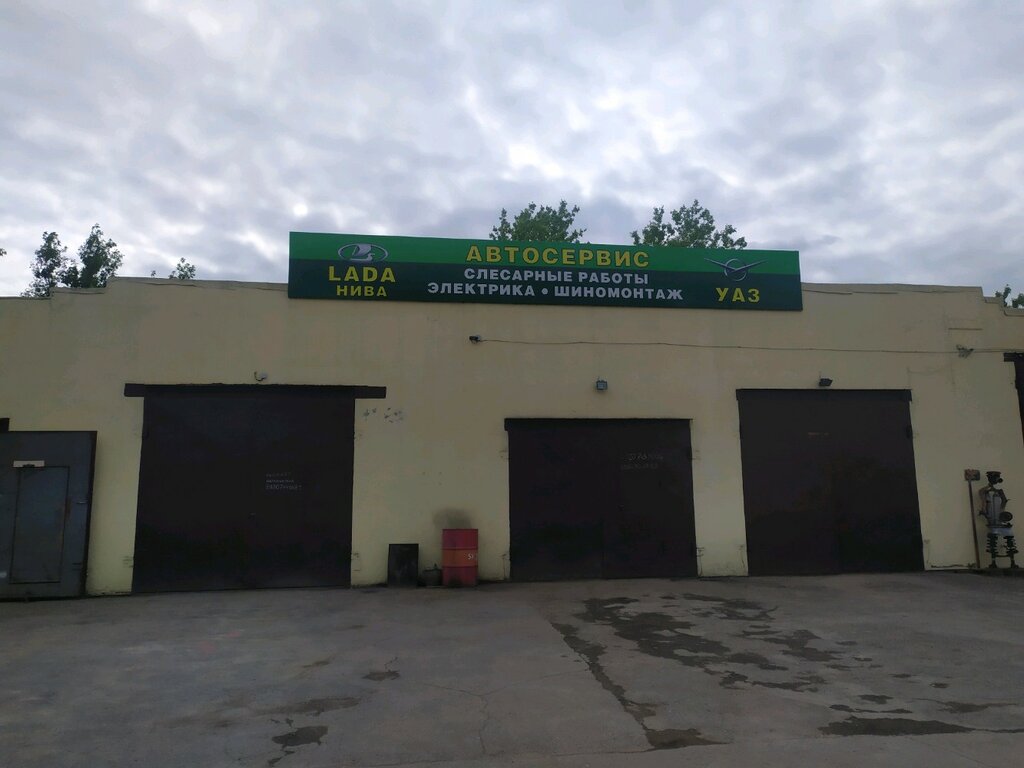 LADA
НИВА
АВТОСЕРВИС
СЛЕСАРНЫЕ РАБОТЫ
ЭЛЕКТРИКА • ШИНОМОНТАЖ
УАЗ